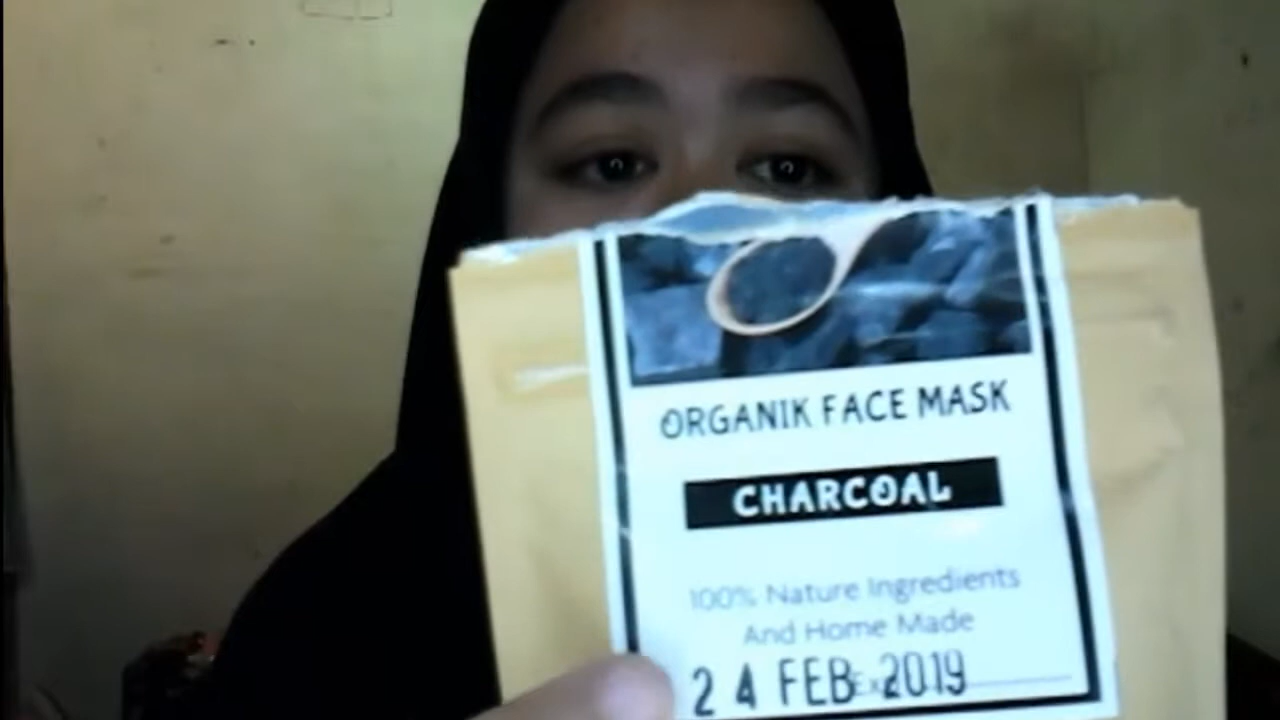 ORGANIK FACE MASK
CHARCOAL
100% Nature Ingredients
And Home Made
24 FEB 2019